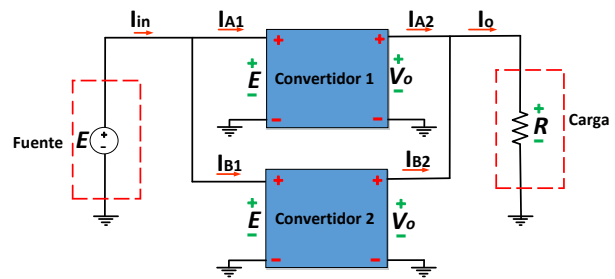 Iin
IA1
IA2
Io
+
+
+
E
-
Convertidor 1
+
Vo
-
-
-
Fuente
E
+
-
+
R
-
Carga
IB1
IB2
+
+
+
E
-
Convertidor 2
+
Vo
-
-
-